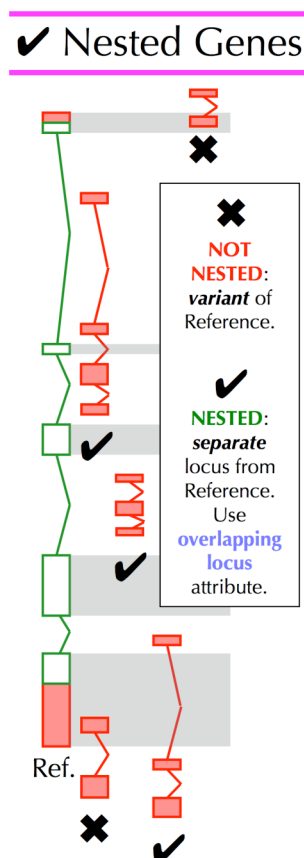 ✔ Nested Genes
✖
✖
NOT
NESTED:
variant of
Reference.
✔
NESTED:
separate
locus from
Reference.
Use
overlapping
locus
attribute.
✔
✔
Ref.
✖
✔